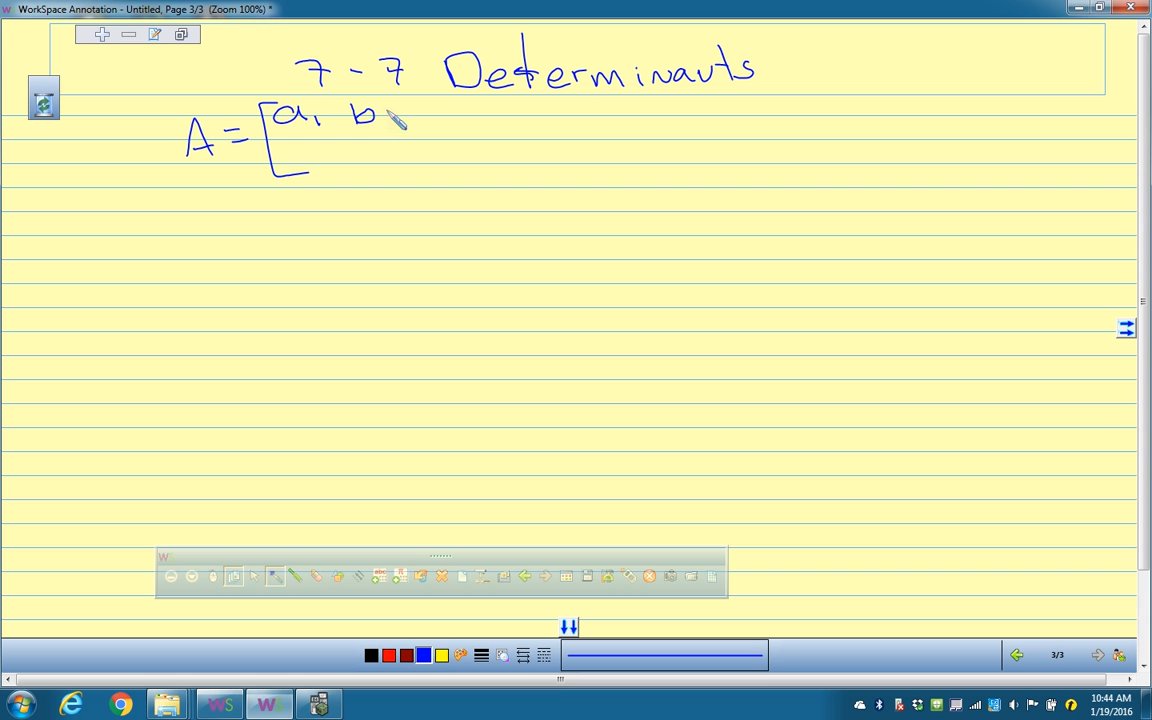 WorkSpace Annotation - Untitled, Page 3/3 (Zoom 100%) *
7 - 7 Determinants
A = [a, b
3/3
10:44 AM
1/19/2016